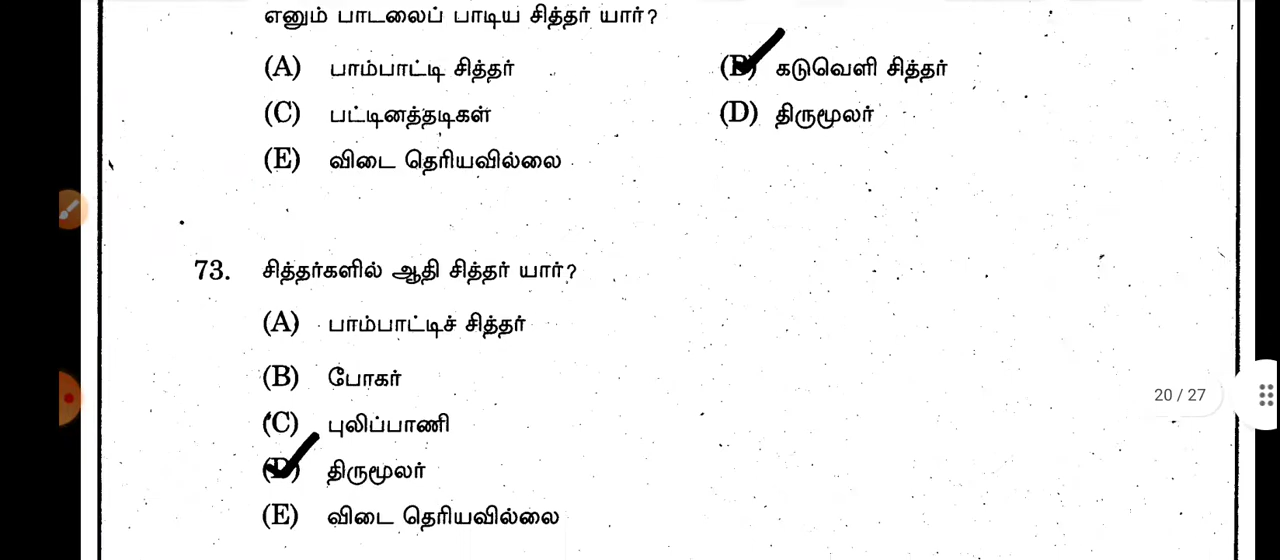 எனும் பாடலைப் பாடிய சித்தர் யார்?
(A) பாம்பாட்டி சித்தர் (B) கடுவெளி சித்தர்
(C) பட்டினத்தடிகள் (D) திருமூலர்
(E) விடை தெரியவில்லை
73. சித்தர்களில் ஆதி சித்தர் யார்?
(A) பாம்பாட்டிச் சித்தர்
(B) போகர்
(C) புலிப்பாணி
20 / 27
(D) திருமூலர்
(E) விடை தெரியவில்லை